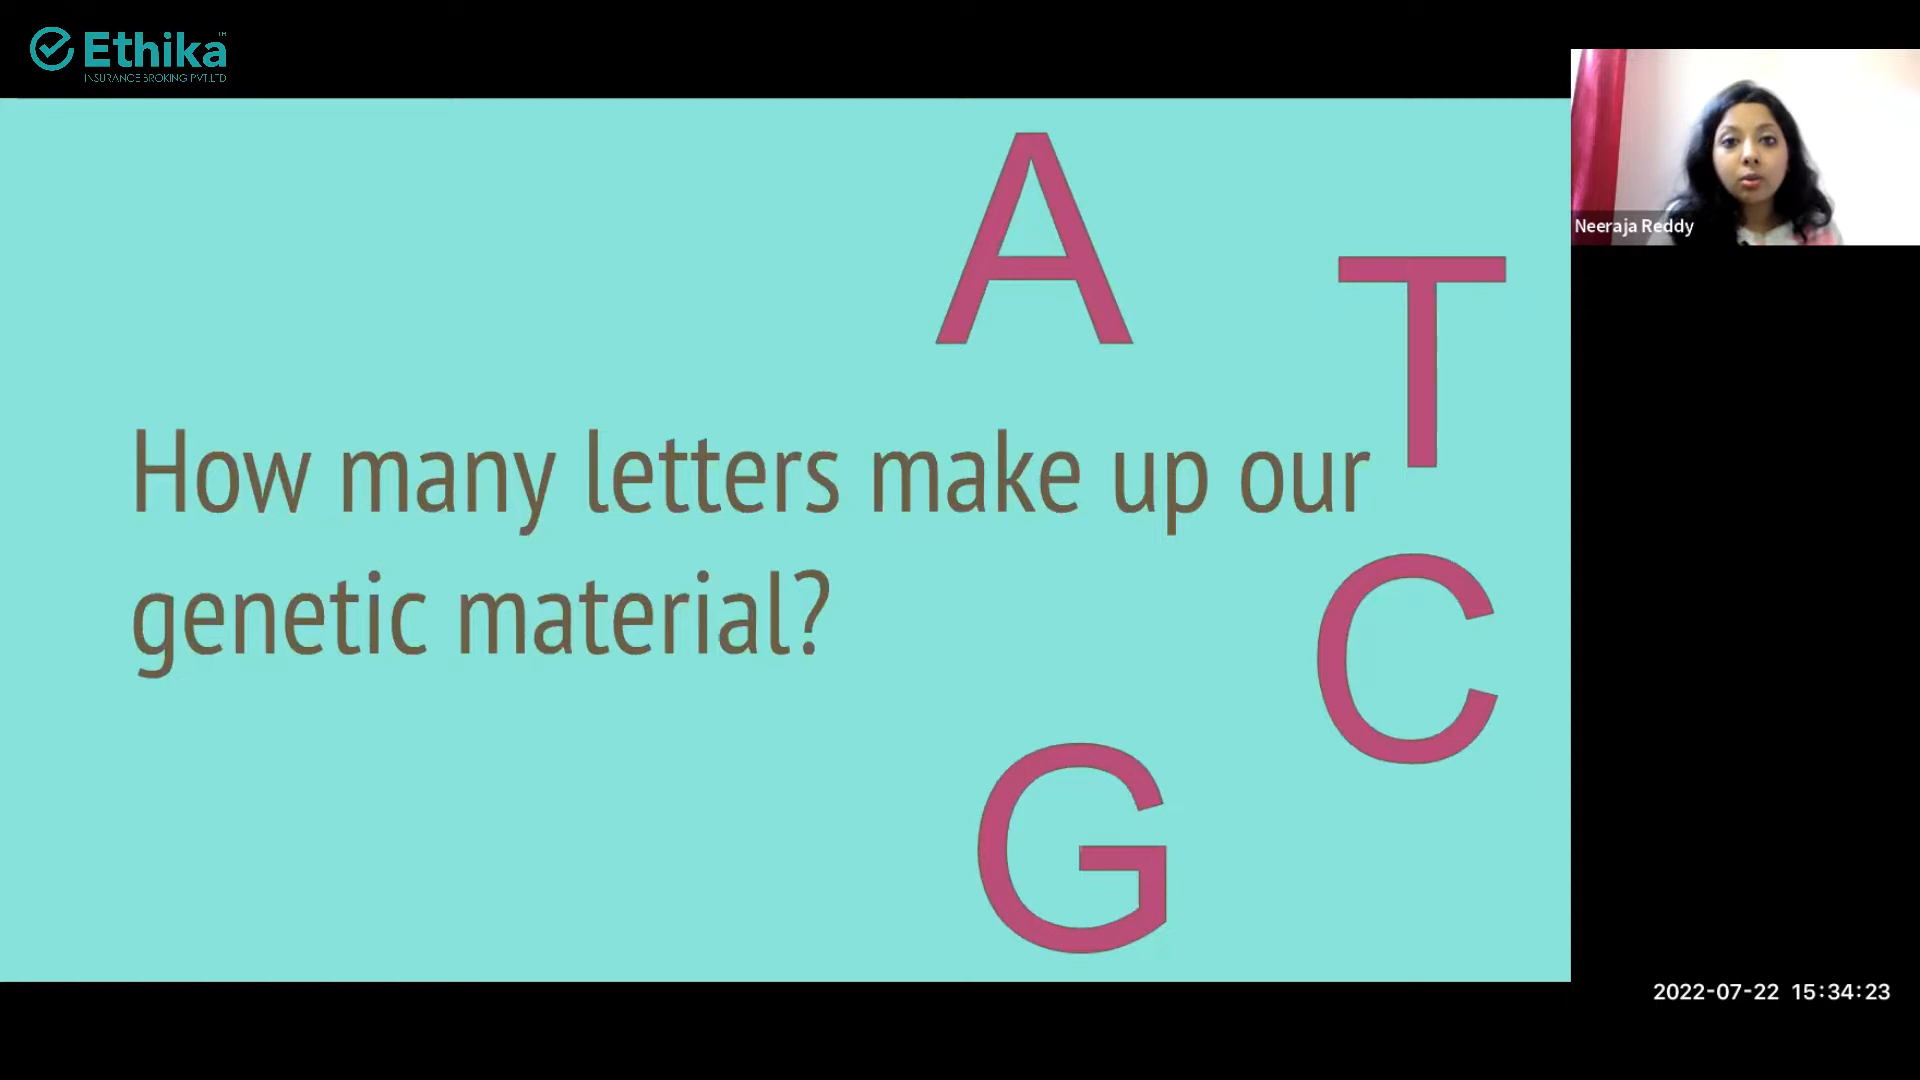 Ethika
INSURANCE BROKING PVT.LTD
A
T
How many letters make up our
genetic material?
C
G
Neeraja Reddy
2022-07-22 15:34:23